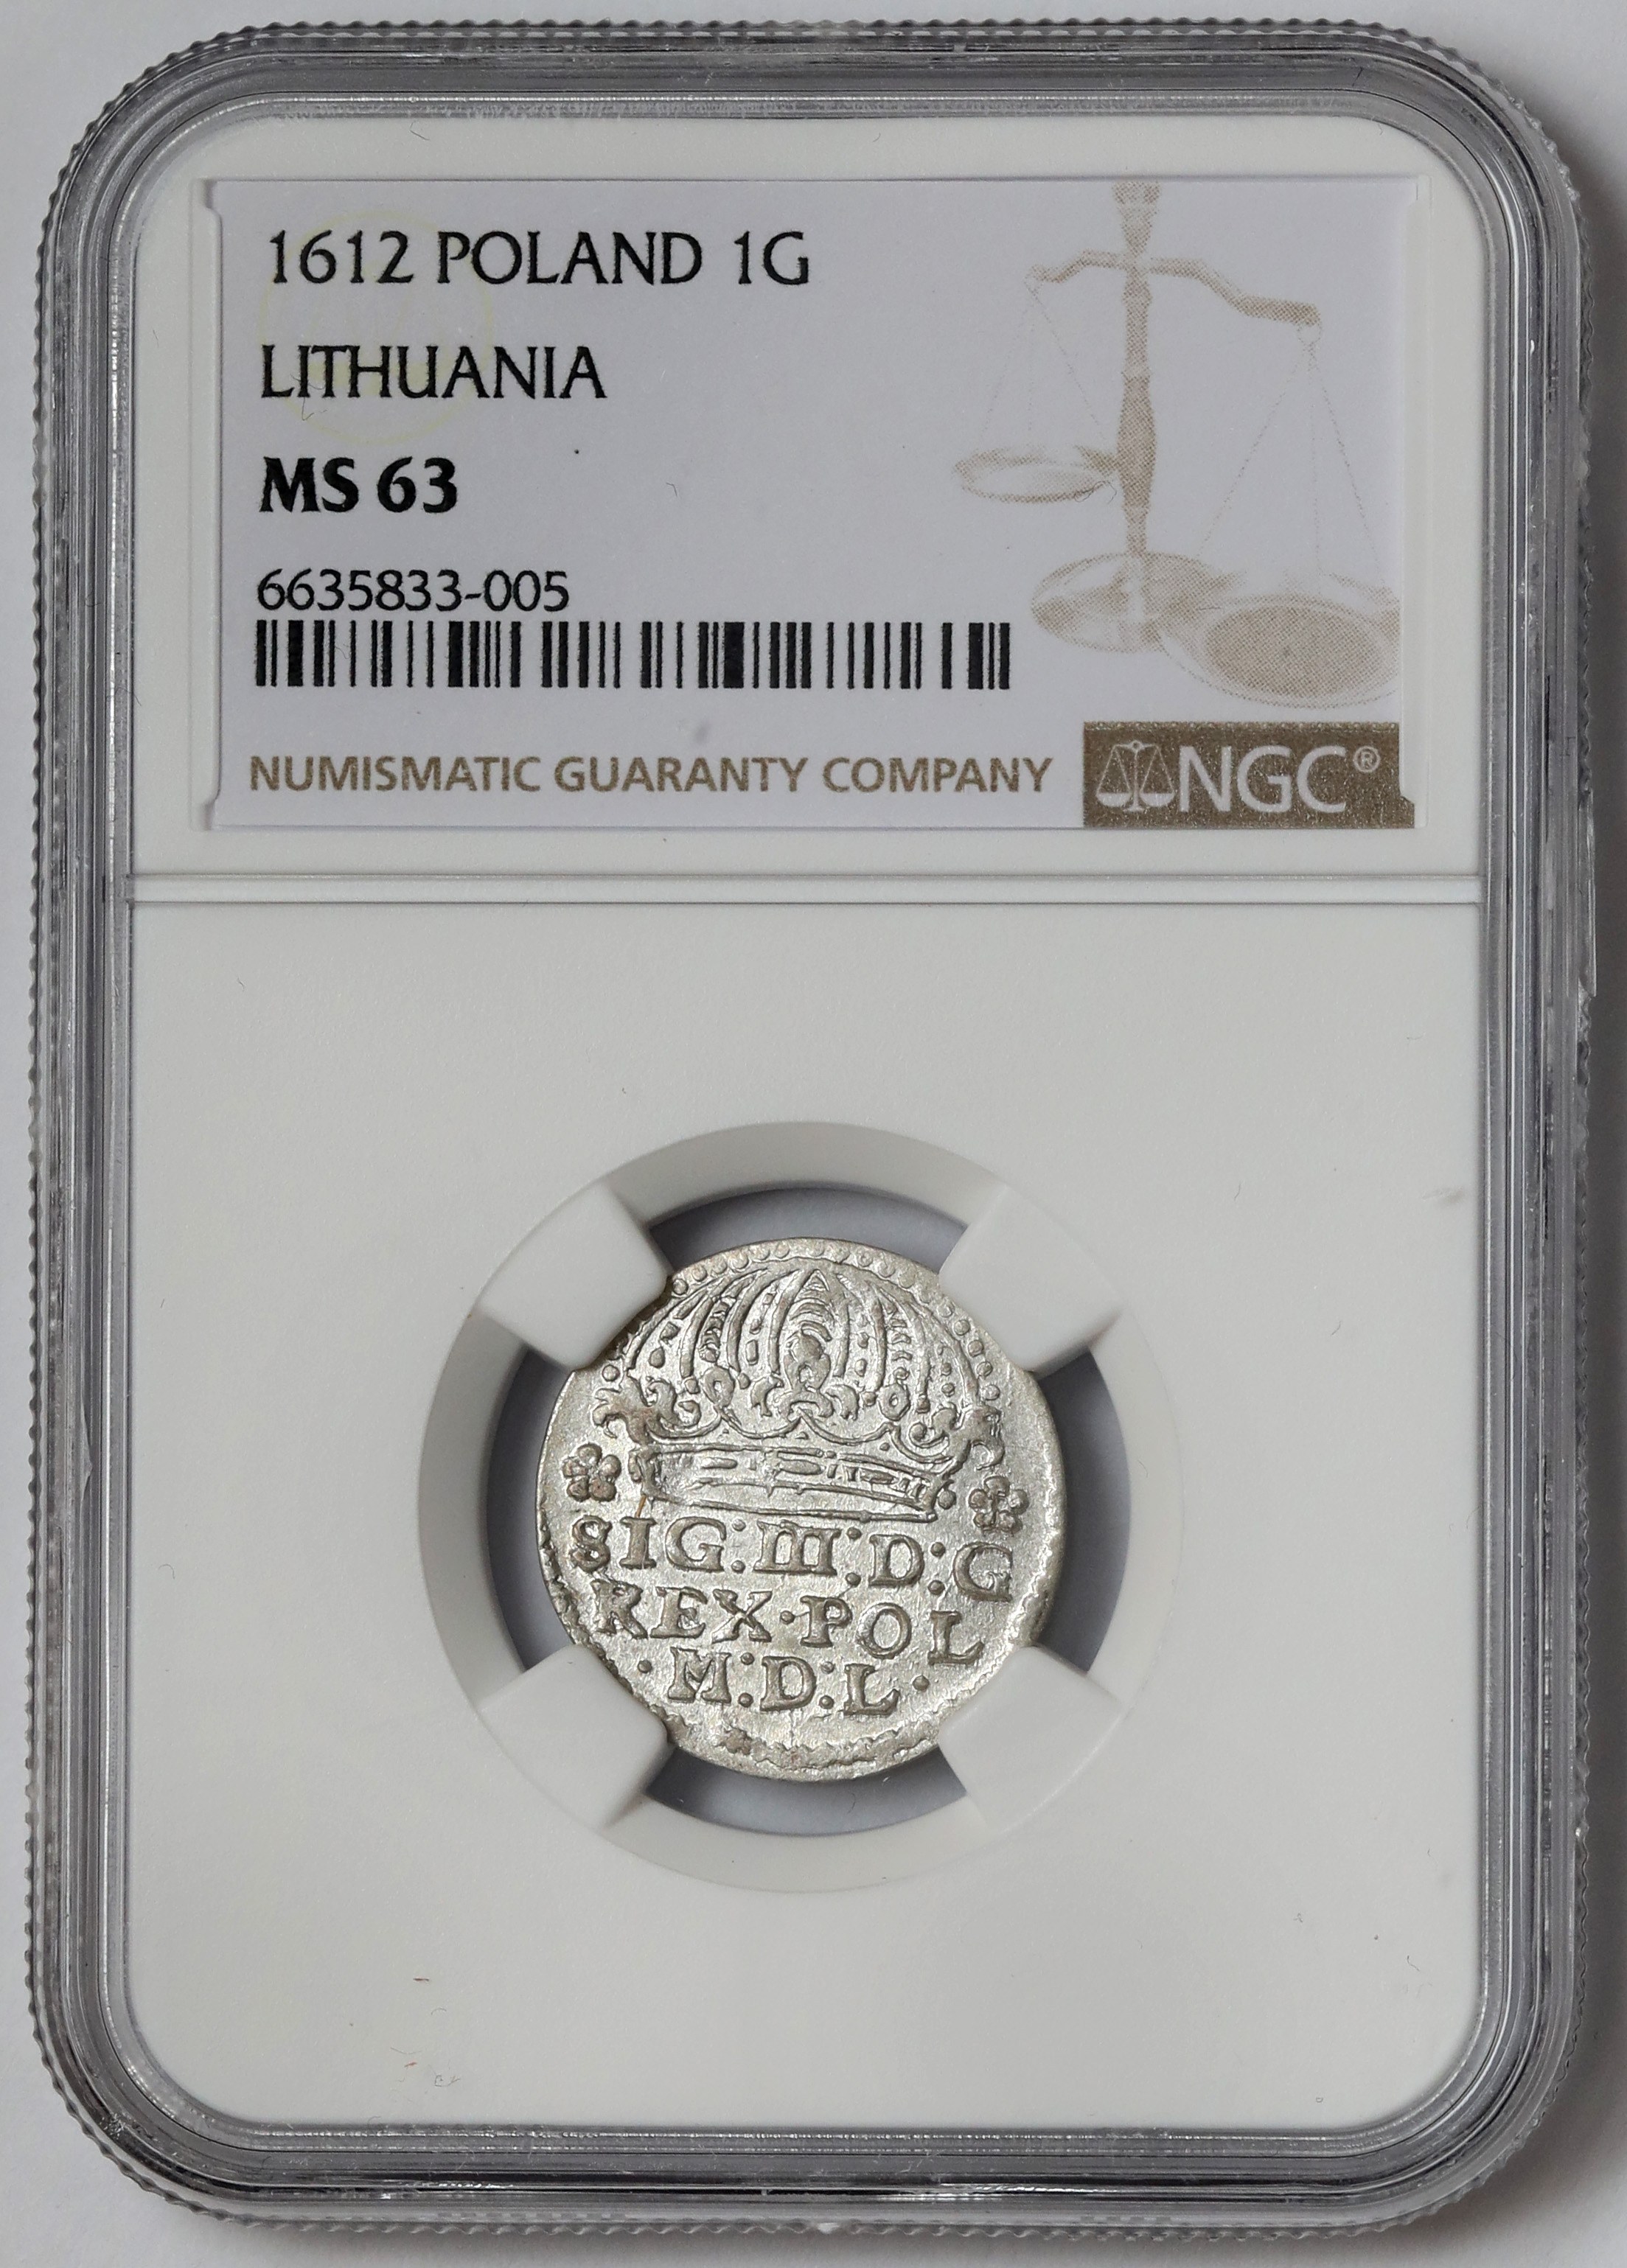 1612 POLAND 1G
LITHUANIA
MS 63
6635833-005
NUMISMATIC GUARANTY COMPANY NGC®
SIG:III:D:G
REX·POL
·M:D:L·